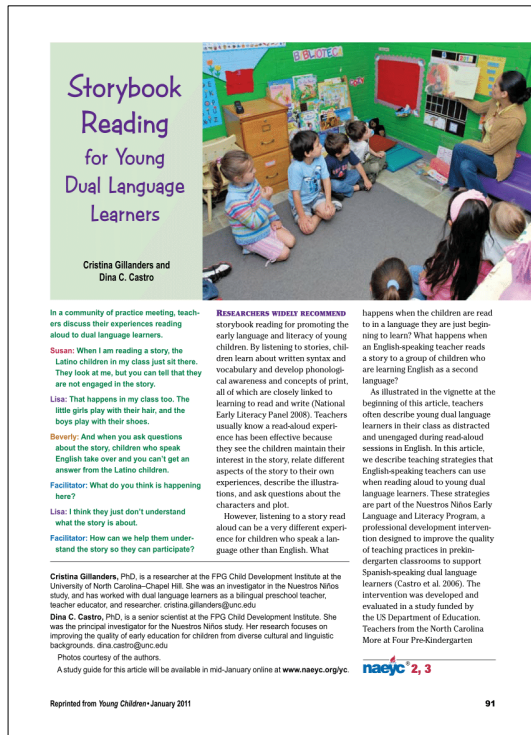 Storybook
Reading
for Young
Dual Language
Learners
Cristina Gillanders and
Dina C. Castro
BIBLIOTEC
In a community of practice meeting, teach-
ers discuss their experiences reading
aloud to dual language learners.
Susan: When I am reading a story, the
Latino children in my class just sit there.
They look at me, but you can tell that they
are not engaged in the story.
Lisa: That happens in my class too. The
little girls play with their hair, and the
boys play with their shoes.
Beverly: And when you ask questions
about the story, children who speak
English take over and you can't get an
answer from the Latino children.
Facilitator: What do you think is happening
here?
Lisa: I think they just don't understand
what the story is about.
Facilitator: How can we help them under-
stand the story so they can participate?
RESEARCHERS WIDELY RECOMMEND
storybook reading for promoting the
early language and literacy of young
children. By listening to stories, chil-
dren learn about written syntax and
vocabulary and develop phonologi-
cal awareness and concepts of print,
all of which are closely linked to
learning to read and write (National
Early Literacy Panel 2008). Teachers
usually know a read-aloud experi-
ence has been effective because
they see the children maintain their
interest in the story, relate different
aspects of the story to their own
experiences, describe the illustra-
tions, and ask questions about the
characters and plot.
However, listening to a story read
aloud can be a very different experi-
ence for children who speak a lan-
guage other than English. What
happens when the children are read
to in a language they are just begin-
ning to learn? What happens when
an English-speaking teacher reads
a story to a group of children who
are learning English as a second
language?
As illustrated in the vignette at the
beginning of this article, teachers
often describe young dual language
learners in their class as distracted
and unengaged during read-aloud
sessions in English. In this article,
we describe teaching strategies that
English-speaking teachers can use
when reading aloud to young dual
language learners. These strategies
are part of the Nuestros Niños Early
Language and Literacy Program, a
professional development interven-
tion designed to improve the quality
of teaching practices in prekin-
dergarten classrooms to support
Spanish-speaking dual language
learners (Castro et al. 2006). The
intervention was developed and
evaluated in a study funded by
the US Department of Education.
Teachers from the North Carolina
More at Four Pre-Kindergarten
Cristina Gillanders, PhD, is a researcher at the FPG Child Development Institute at the
University of North Carolina–Chapel Hill. She was an investigator in the Nuestros Niños
study, and has worked with dual language learners as a bilingual preschool teacher,
teacher educator, and researcher. cristina.gillanders@unc.edu
Dina C. Castro, PhD, is a senior scientist at the FPG Child Development Institute. She
was the principal investigator for the Nuestros Niños study. Her research focuses on
improving the quality of early education for children from diverse cultural and linguistic
backgrounds. dina.castro@unc.edu
Photos courtesy of the authors.
A study guide for this article will be available in mid-January online at www.naeyc.org/yc.
naeyc® 2, 3
Reprinted from Young Children • January 2011
91